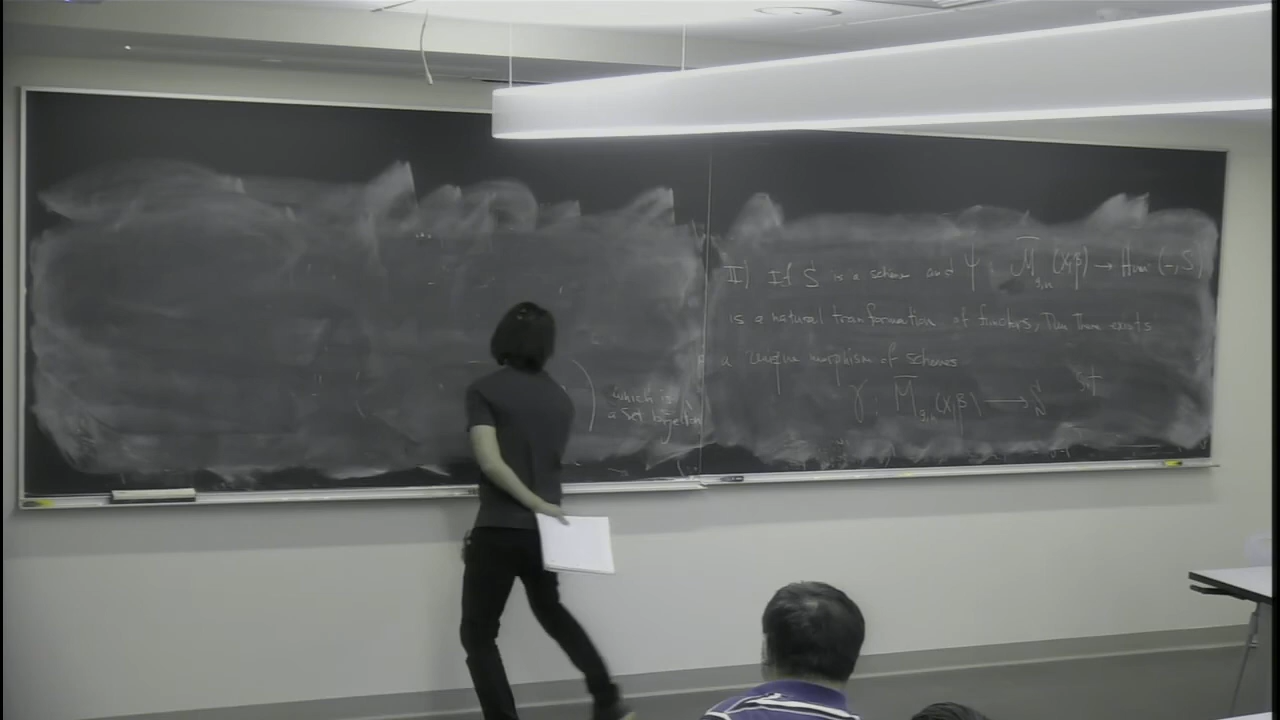 which is
a set bijection
II) If S is a scheme and ψ : M̄_{g,n}(X,β) → Hom(-,S)
is a natural tranformation of functors, Then there exists
a unique morphism of schemes
γ : M̄_{g,n}(X,β) →